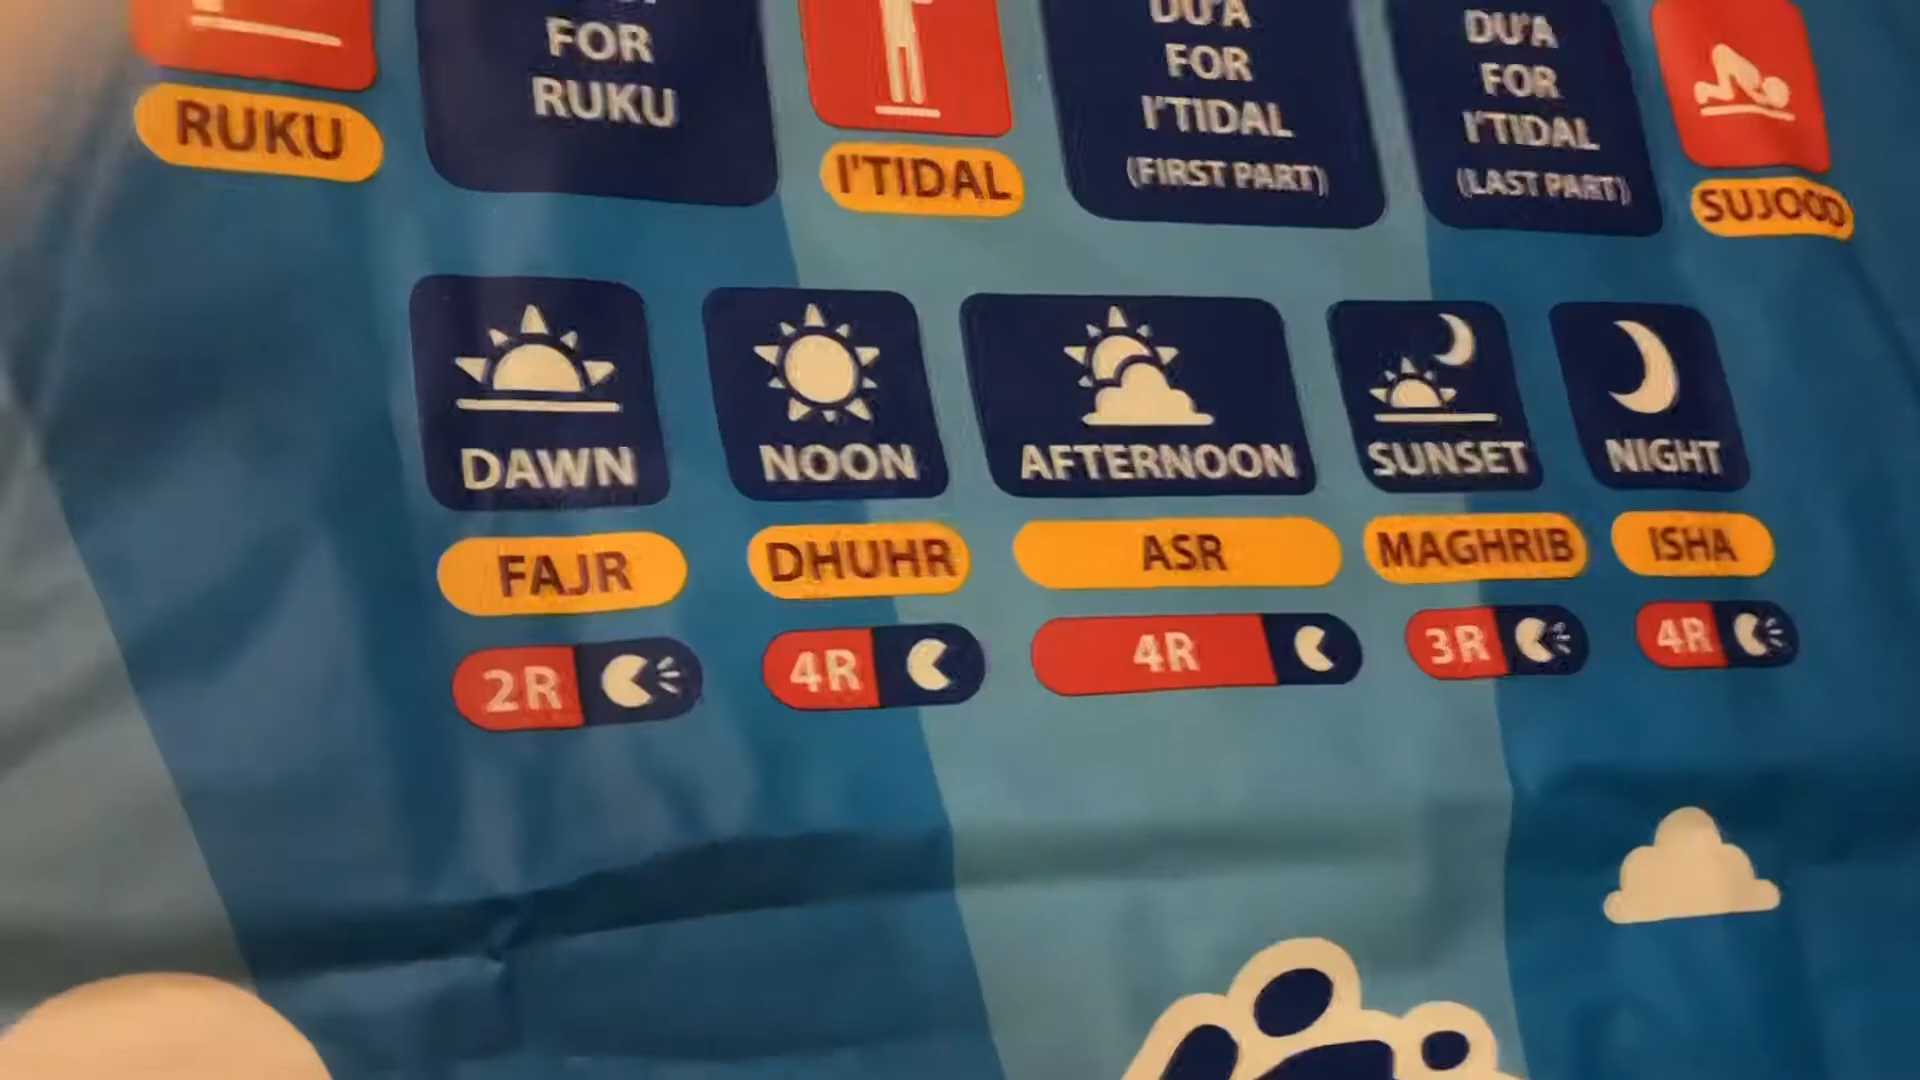 RUKU
FOR
RUKU
I'TIDAL
DU'A
FOR
I'TIDAL
(FIRST PART)
DU'A
FOR
I'TIDAL
(LAST PART)
SUJOOD
DAWN
NOON
AFTERNOON
SUNSET
NIGHT
FAJR
DHUHR
ASR
MAGHRIB
ISHA
2R
4R
4R
3R
4R